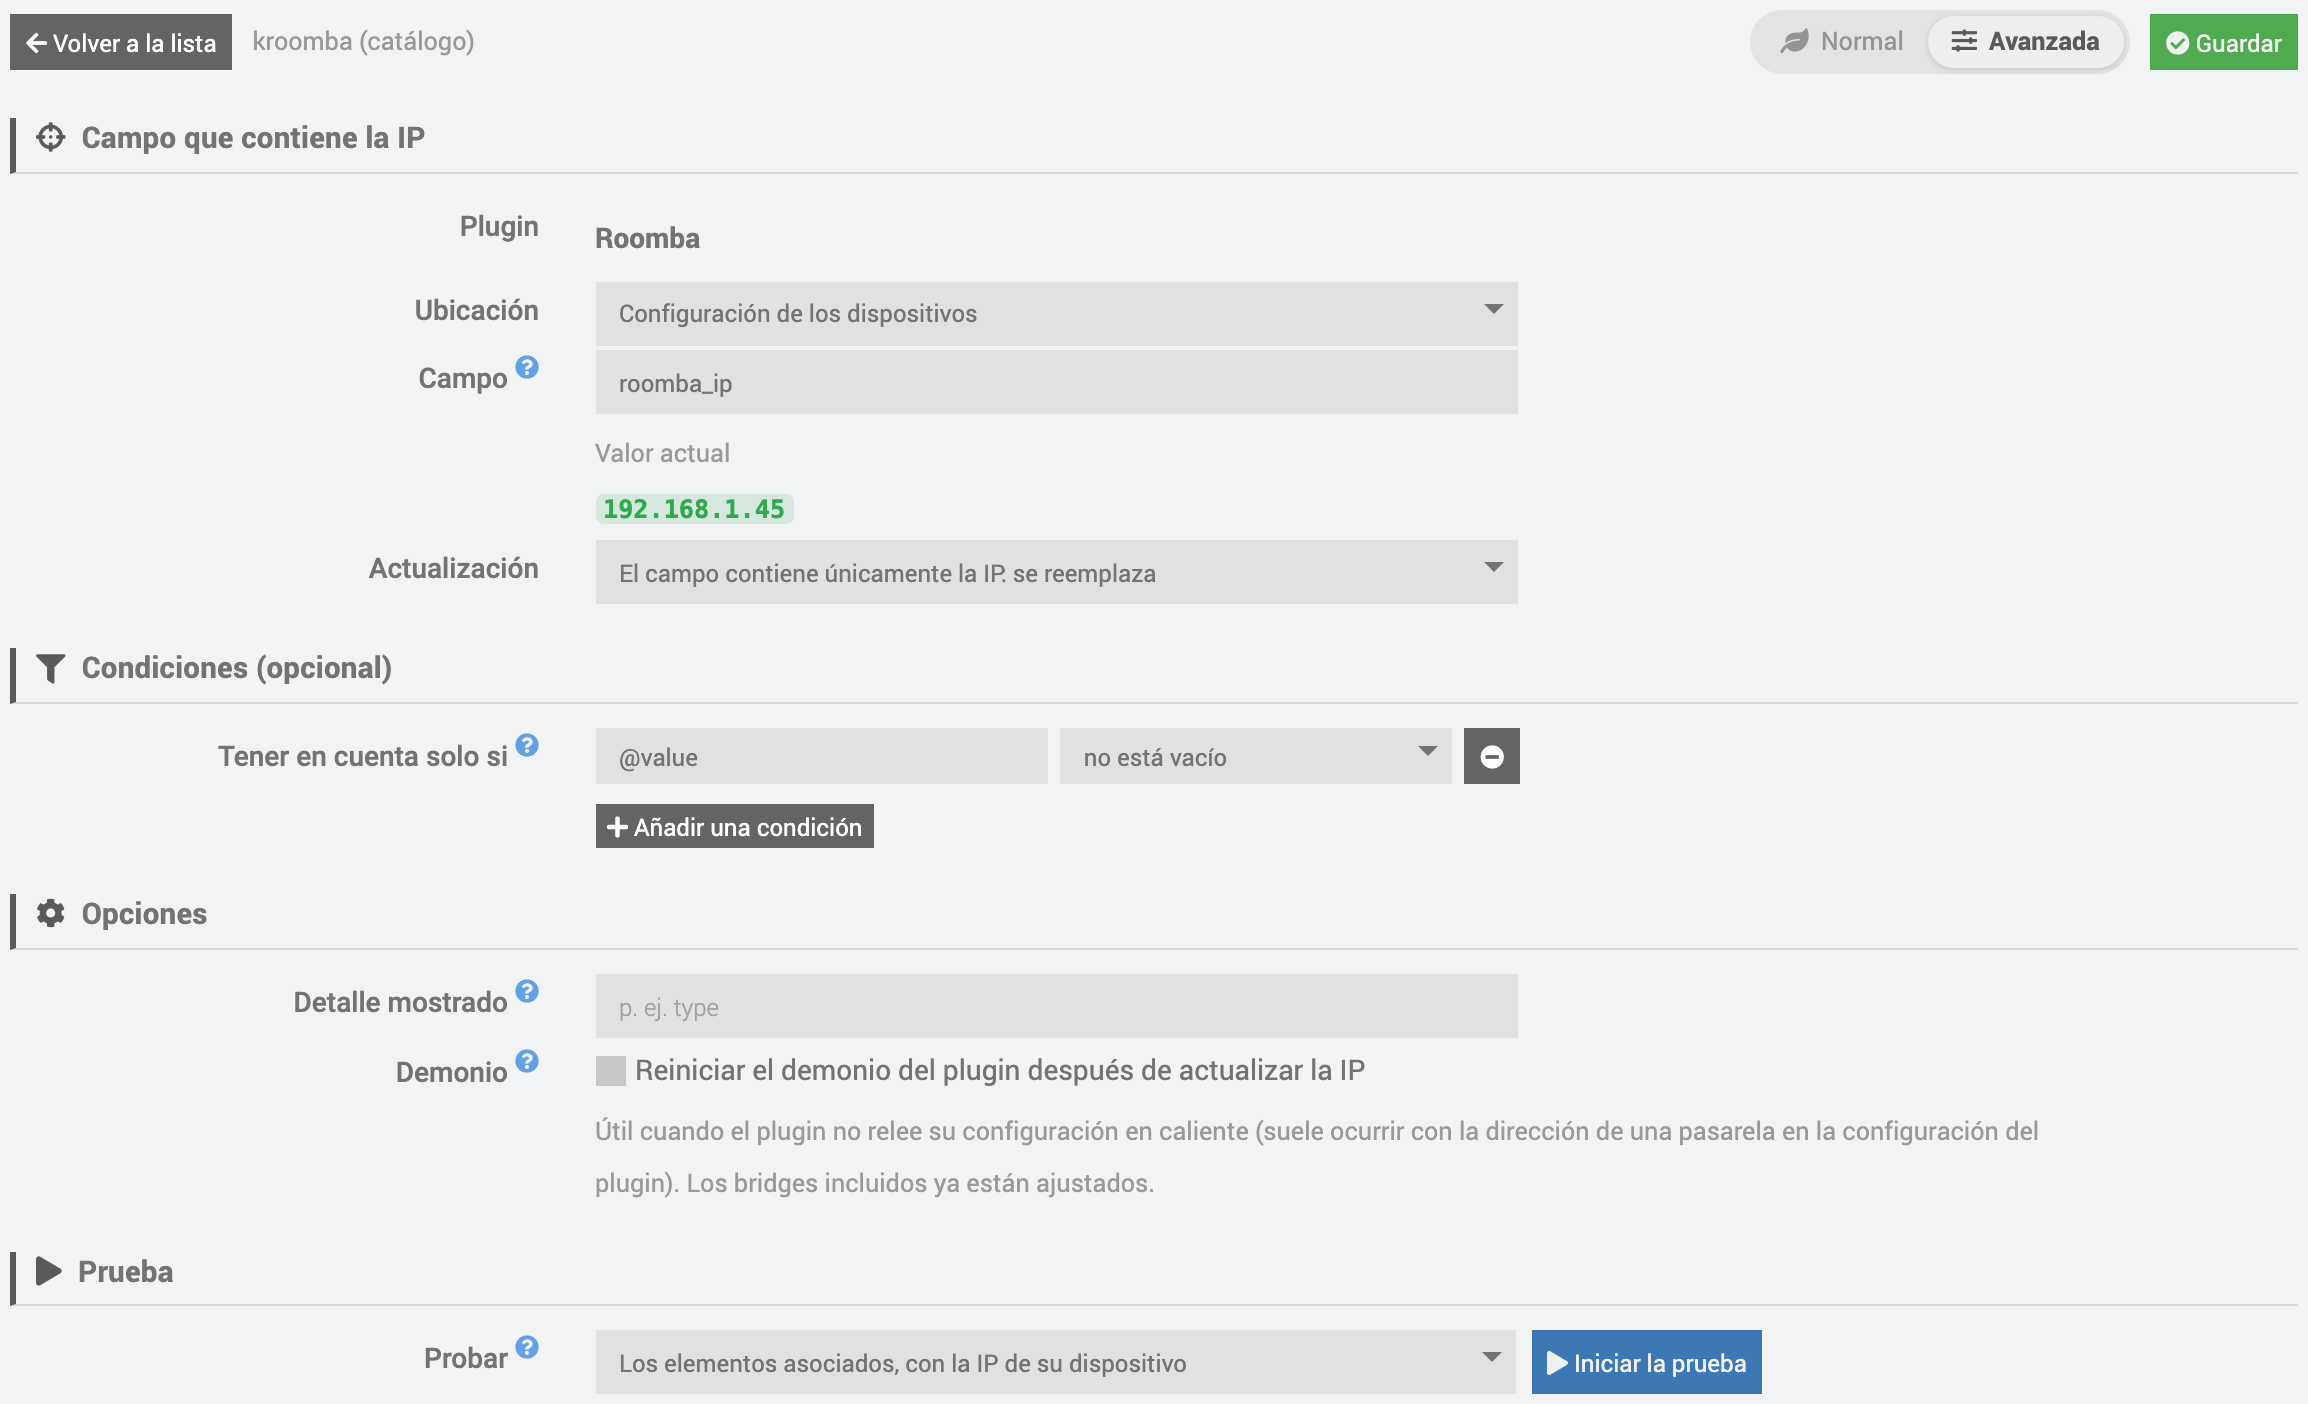 Volver a la lista
kroomba (catálogo)
Normal
Avanzada
Guardar
Campo que contiene la IP
Plugin
Roomba
Ubicación
Configuración de los dispositivos
Campo
roomba_ip
Valor actual
192.168.1.45
Actualización
El campo contiene únicamente la IP: se reemplaza
Condiciones (opcional)
Tener en cuenta solo si
@value
no está vacío
Añadir una condición
Opciones
Detalle mostrado
p. ej. type
Demonio
Reiniciar el demonio del plugin después de actualizar la IP
Útil cuando el plugin no relee su configuración en caliente (suele ocurrir con la dirección de una pasarela en la configuración del
plugin). Los bridges incluidos ya están ajustados.
Prueba
Probar
Los elementos asociados, con la IP de su dispositivo
Iniciar la prueba